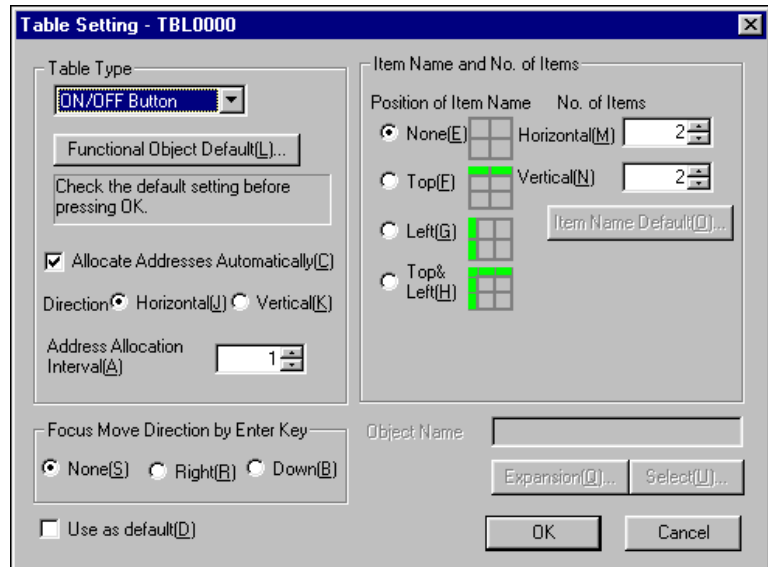 Table Setting - TBL0000
Table Type
ON/OFF Button
Functional Object Default(L)...
Check the default setting before
pressing OK.
Allocate Addresses Automatically(C)
Direction Horizontal(J) Vertical(K)
Address Allocation
Interval(A)
1
Item Name and No. of Items
Position of Item Name No. of Items
None(E) Horizontal(M) 2
Top(F) Vertical(N) 2
Left(G) Item Name Default(O)...
Top&
Left(H)
Focus Move Direction by Enter Key
None(S) Right(R) Down(B)
Object Name
Expansion(Q)... Select(U)...
Use as default(D)
OK Cancel